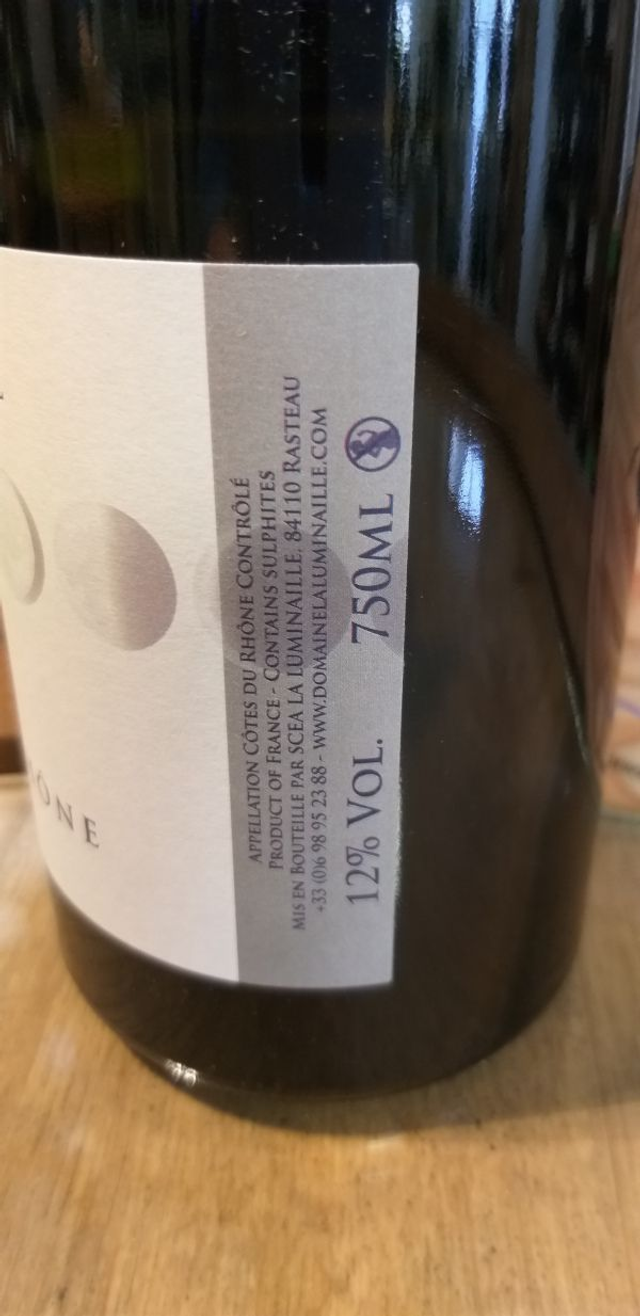 APPELLATION CÔTES DU RHÔNE CONTRÔLÉ
PRODUCT OF FRANCE - CONTAINS SULPHITES
MIS EN BOUTEILLE PAR SCEA LA LUMINAILLE, 84110 RASTEAU
+33 (0)6 98 95 23 88 - WWW.DOMAINELALUMINAILLE.COM
12% VOL. 750ML
ÔNE